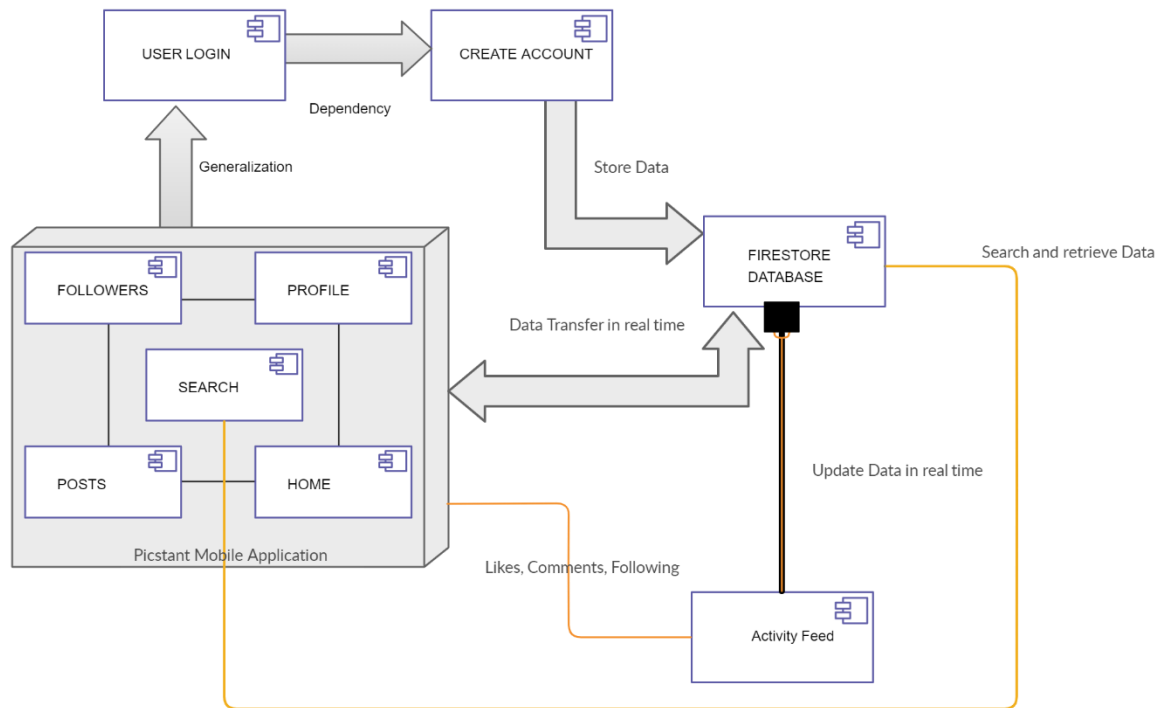 USER LOGIN
CREATE ACCOUNT
Dependency
Generalization
Store Data
FIRESTORE
DATABASE
Search and retrieve Data
FOLLOWERS
PROFILE
Data Transfer in real time
SEARCH
POSTS
HOME
Update Data in real time
Picstant Mobile Application
Likes, Comments, Following
Activity Feed